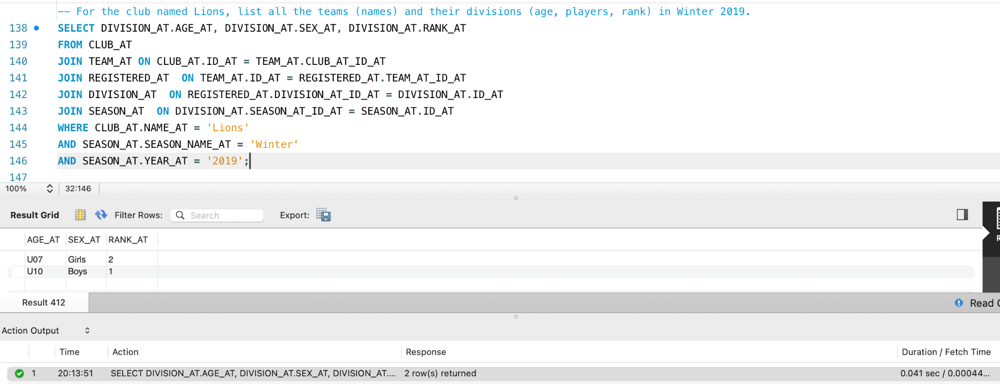 -- For the club named Lions, list all the teams (names) and their divisions (age, players, rank) in Winter 2019.
138 SELECT DIVISION_AT.AGE_AT, DIVISION_AT.SEX_AT, DIVISION_AT.RANK_AT
139 FROM CLUB_AT
140 JOIN TEAM_AT ON CLUB_AT.ID_AT = TEAM_AT.CLUB_AT_ID_AT
141 JOIN REGISTERED_AT  ON TEAM_AT.ID_AT = REGISTERED_AT.TEAM_AT_ID_AT
142 JOIN DIVISION_AT  ON REGISTERED_AT.DIVISION_AT_ID_AT = DIVISION_AT.ID_AT
143 JOIN SEASON_AT  ON DIVISION_AT.SEASON_AT_ID_AT = SEASON_AT.ID_AT
144 WHERE CLUB_AT.NAME_AT = 'Lions'
145 AND SEASON_AT.SEASON_NAME_AT = 'Winter'
146 AND SEASON_AT.YEAR_AT = '2019';
147
100% 32:146
Result Grid Filter Rows: Search Export:
AGE_AT SEX_AT RANK_AT
U07 Girls 2
U10 Boys 1
Result 412 Read
Action Output
Time Action Response Duration / Fetch Time
1 20:13:51 SELECT DIVISION_AT.AGE_AT, DIVISION_AT.SEX_AT, DIVISION_AT.... 2 row(s) returned 0.041 sec / 0.00044...